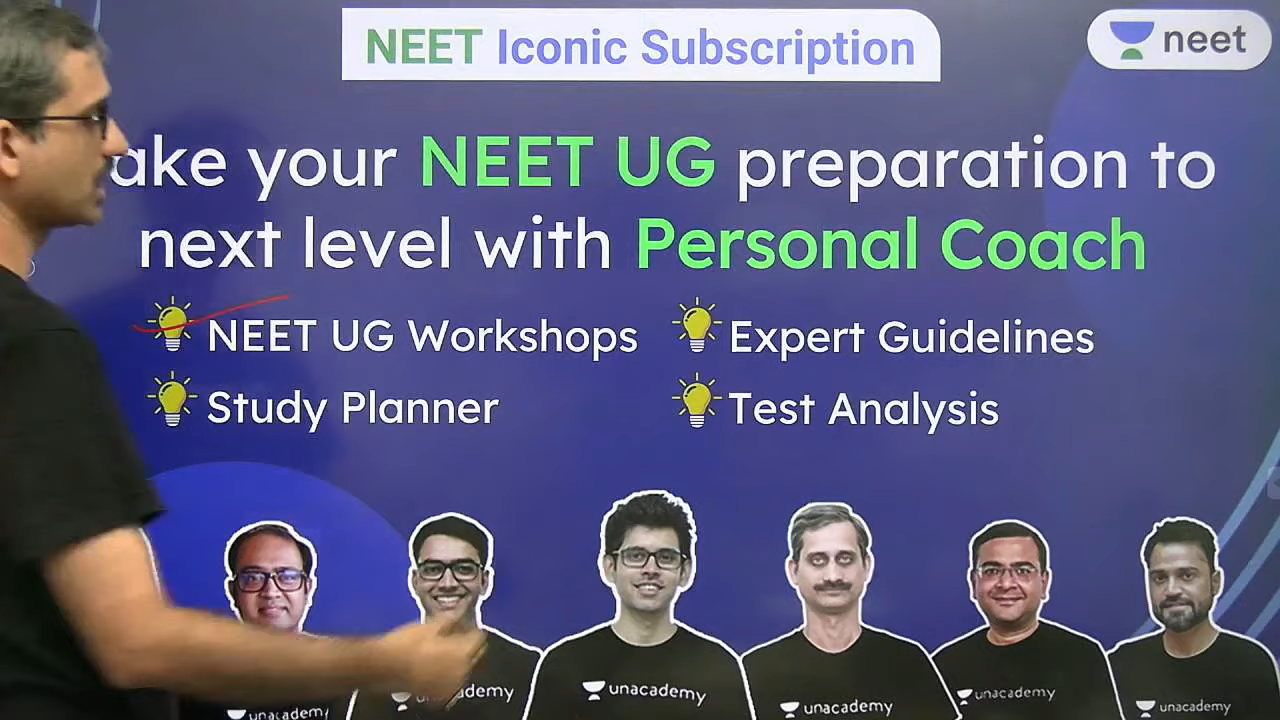 NEET Iconic Subscription
neet
ake your NEET UG preparation to
next level with Personal Coach
NEET UG Workshops
Expert Guidelines
Study Planner
Test Analysis
unacademy
unacademy
unacademy
unacademy
unacademy
unacademy